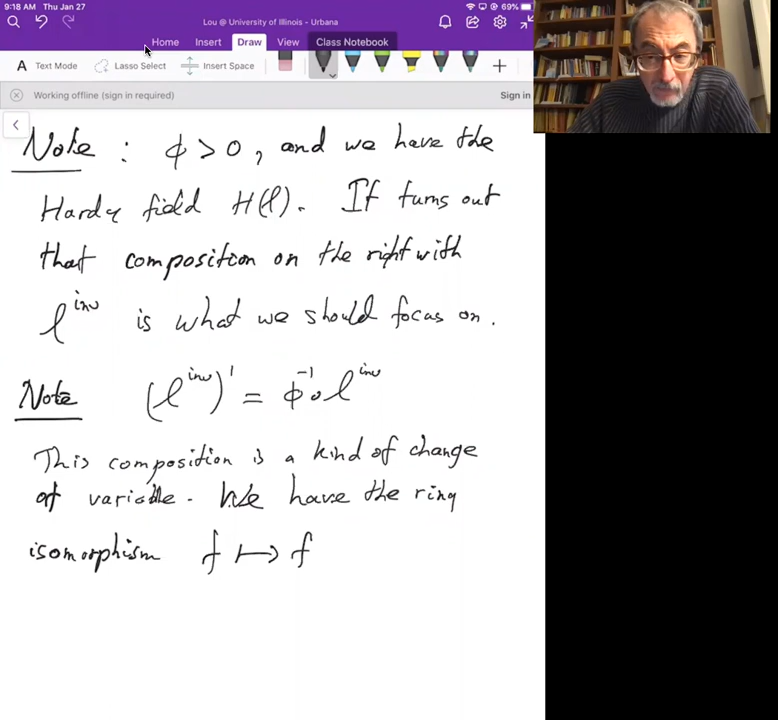 9:18 AM Thu Jan 27
69%
Lou @ University of Illinois - Urbana
Home Insert Draw View Class Notebook
A Text Mode Lasso Select Insert Space
Working offline (sign in required) Sign in
Note : ϕ > 0, and we have the
Hardy field H(ℓ). It turns out
that composition on the right with
ℓ^inv is what we should focus on.
Note (ℓ^inv)' = ϕ^-1 ∘ ℓ^inv
This composition is a kind of change
of variable. We have the ring
isomorphism f ↦ f